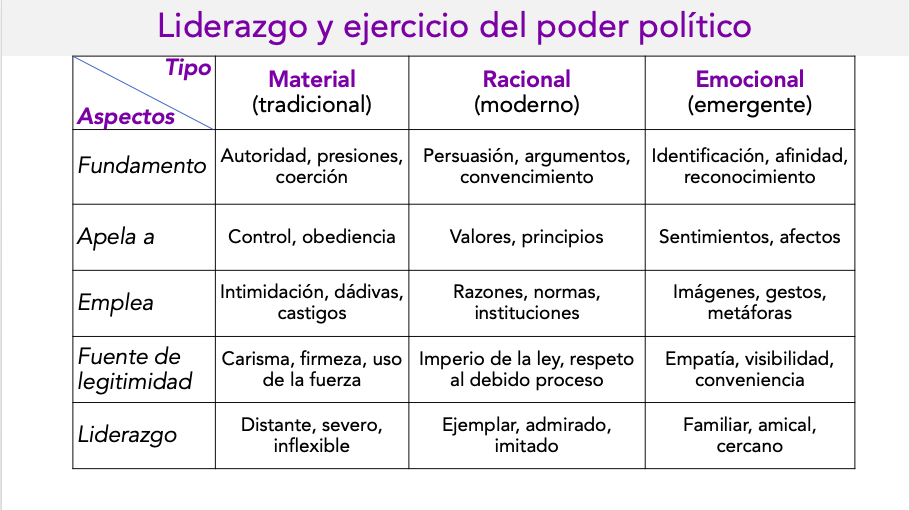 Liderazgo y ejercicio del poder político
Tipo
Aspectos
Material
(tradicional)
Racional
(moderno)
Emocional
(emergente)
Fundamento
Autoridad, presiones,
coerción
Persuasión, argumentos,
convencimiento
Identificación, afinidad,
reconocimiento
Apela a
Control, obediencia
Valores, principios
Sentimientos, afectos
Emplea
Intimidación, dádivas,
castigos
Razones, normas,
instituciones
Imágenes, gestos,
metáforas
Fuente de
legitimidad
Carisma, firmeza, uso
de la fuerza
Imperio de la ley, respeto
al debido proceso
Empatía, visibilidad,
conveniencia
Liderazgo
Distante, severo,
inflexible
Ejemplar, admirado,
imitado
Familiar, amical,
cercano